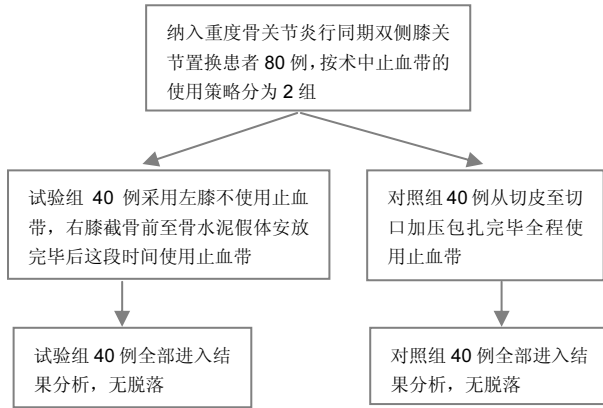 纳入重度骨关节炎行同期双侧膝关
节置换患者 80 例，按术中止血带的
使用策略分为 2 组
试验组 40 例采用左膝不使用止血
带，右膝截骨前至骨水泥假体安放
完毕后这段时间使用止血带
对照组 40 例从切皮至切
口加压包扎完毕全程使
用止血带
试验组 40 例全部进入结
果分析，无脱落
对照组 40 例全部进入结
果分析，无脱落